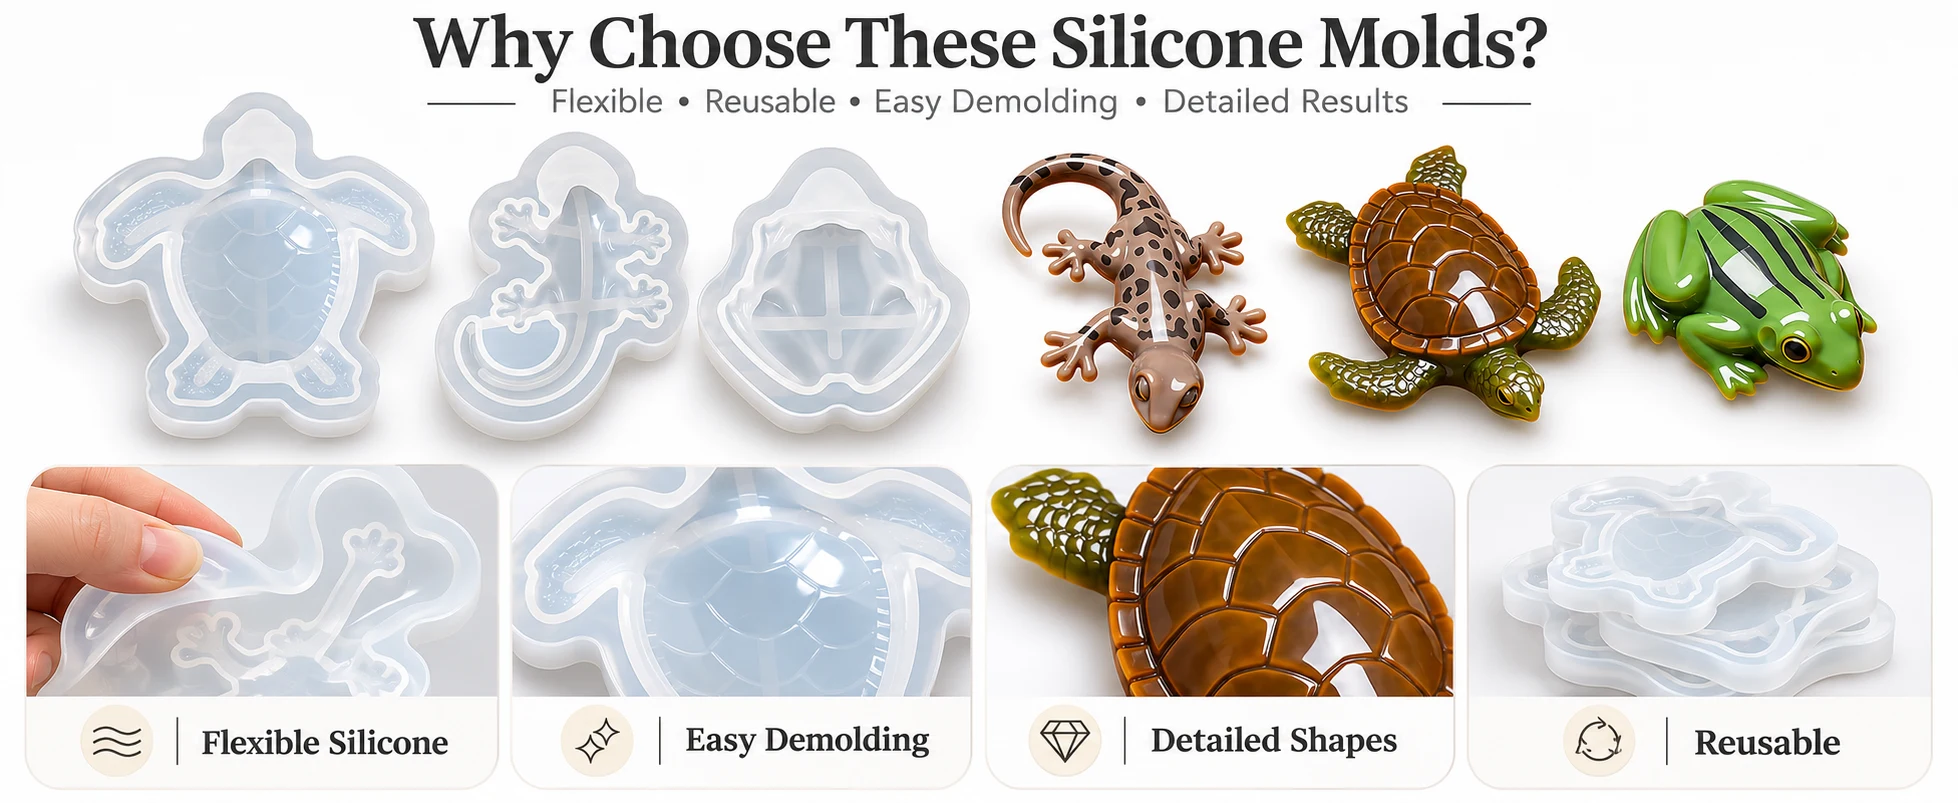 Why Choose These Silicone Molds?
Flexible • Reusable • Easy Demolding • Detailed Results
Flexible Silicone
Easy Demolding
Detailed Shapes
Reusable